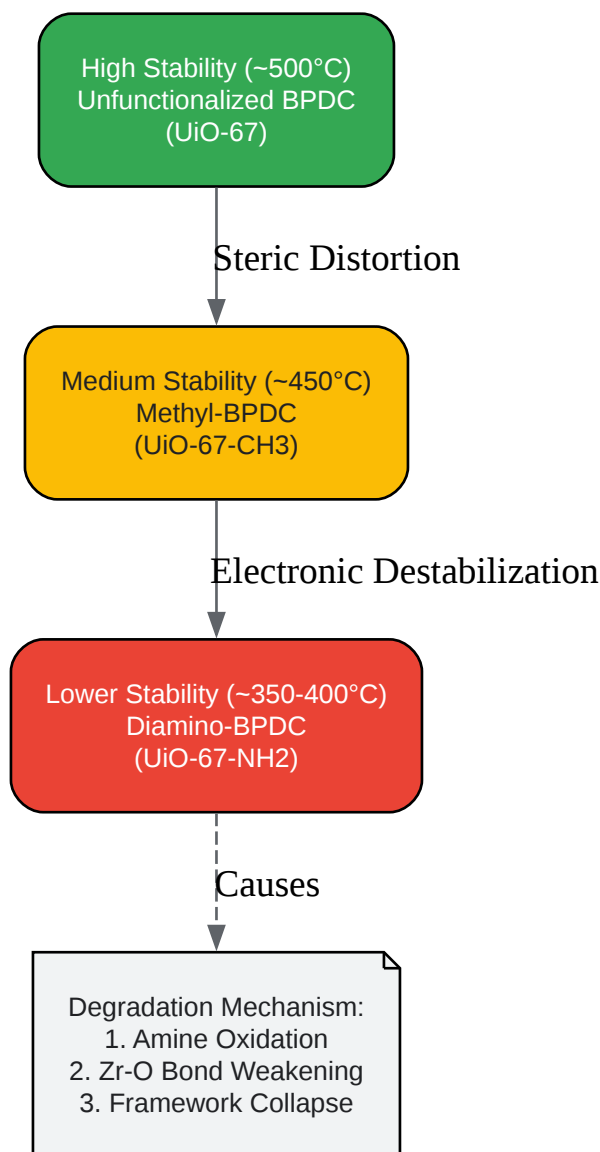 High Stability (~500°C)
Unfunctionalized BPDC
(UiO-67)
Steric Distortion
Medium Stability (~450°C)
Methyl-BPDC
(UiO-67-CH3)
Electronic Destabilization
Lower Stability (~350-400°C)
Diamino-BPDC
(UiO-67-NH2)
Causes
Degradation Mechanism:
1. Amine Oxidation
2. Zr-O Bond Weakening
3. Framework Collapse